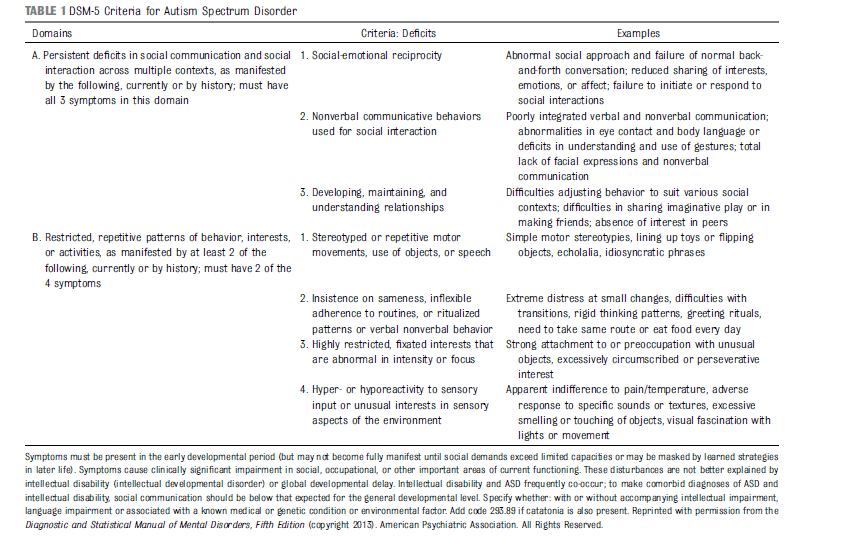 TABLE 1 DSM-5 Criteria for Autism Spectrum Disorder
Domains Criteria: Deficits Examples
A. Persistent deficits in social communication and social
interaction across multiple contexts, as manifested
by the following, currently or by history; must have
all 3 symptoms in this domain
1. Social-emotional reciprocity
Abnormal social approach and failure of normal back-
and-forth conversation; reduced sharing of interests,
emotions, or affect; failure to initiate or respond to
social interactions
2. Nonverbal communicative behaviors
used for social interaction
Poorly integrated verbal and nonverbal communication;
abnormalities in eye contact and body language or
deficits in understanding and use of gestures; total
lack of facial expressions and nonverbal
communication
3. Developing, maintaining, and
understanding relationships
Difficulties adjusting behavior to suit various social
contexts; difficulties in sharing imaginative play or in
making friends; absence of interest in peers
B. Restricted, repetitive patterns of behavior, interests,
or activities, as manifested by at least 2 of the
following, currently or by history; must have 2 of the
4 symptoms
1. Stereotyped or repetitive motor
movements, use of objects, or speech
Simple motor stereotypies, lining up toys or flipping
objects, echolalia, idiosyncratic phrases
2. Insistence on sameness, inflexible
adherence to routines, or ritualized
patterns or verbal nonverbal behavior
Extreme distress at small changes, difficulties with
transitions, rigid thinking patterns, greeting rituals,
need to take same route or eat food every day
3. Highly restricted, fixated interests that
are abnormal in intensity or focus
Strong attachment to or preoccupation with unusual
objects, excessively circumscribed or perseverative
interest
4. Hyper- or hyporeactivity to sensory
input or unusual interests in sensory
aspects of the environment
Apparent indifference to pain/temperature, adverse
response to specific sounds or textures, excessive
smelling or touching of objects, visual fascination with
lights or movement
Symptoms must be present in the early developmental period (but may not become fully manifest until social demands exceed limited capacities or may be masked by learned strategies
in later life). Symptoms cause clinically significant impairment in social, occupational, or other important areas of current functioning. These disturbances are not better explained by
intellectual disability (intellectual developmental disorder) or global developmental delay. Intellectual disability and ASD frequently co-occur; to make comorbid diagnoses of ASD and
intellectual disability, social communication should be below that expected for the general developmental level. Specify whether: with or without accompanying intellectual impairment,
language impairment or associated with a known medical or genetic condition or environmental factor. Add code 293.89 if catatonia is also present. Reprinted with permission from the
Diagnostic and Statistical Manual of Mental Disorders, Fifth Edition (copyright 2013). American Psychiatric Association. All Rights Reserved.